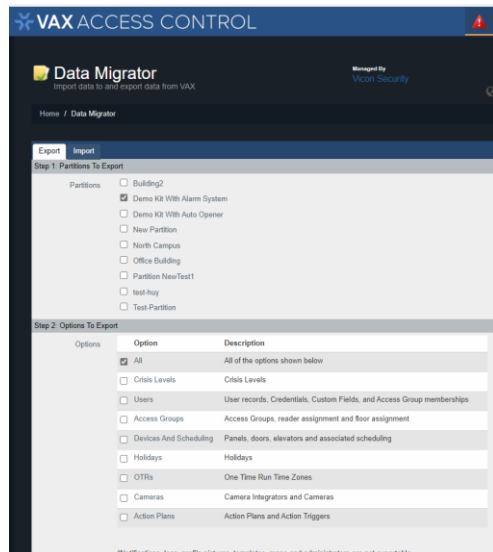 VAX ACCESS CONTROL
Data Migrator
Import data to and export data from VAX
Managed By
Vicon Security
Home / Data Migrator
Export Import
Step 1: Partitions To Export
Partitions
Building2
Demo Kit With Alarm System
Demo Kit With Auto Opener
New Partition
North Campus
Office Building
Partition NewTest1
test-huy
Test-Partition
Step 2: Options To Export
Options
Option Description
All All of the options shown below
Crisis Levels Crisis Levels
Users User records, Credentials, Custom Fields, and Access Group memberships
Access Groups Access Groups, reader assignment and floor assignment
Devices And Scheduling Panels, doors, elevators and associated scheduling
Holidays Holidays
OTRs One Time Run Time Zones
Cameras Camera Integrators and Cameras
Action Plans Action Plans and Action Triggers